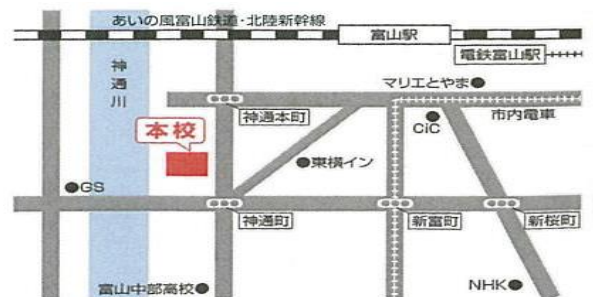 あいの風富山鉄道・北陸新幹線
富山駅
電鉄富山駅
神通川
マリエとやま
神通本町
CiC
市内電車
本校
東横イン
GS
神通町
新富町
新桜町
富山中部高校
NHK